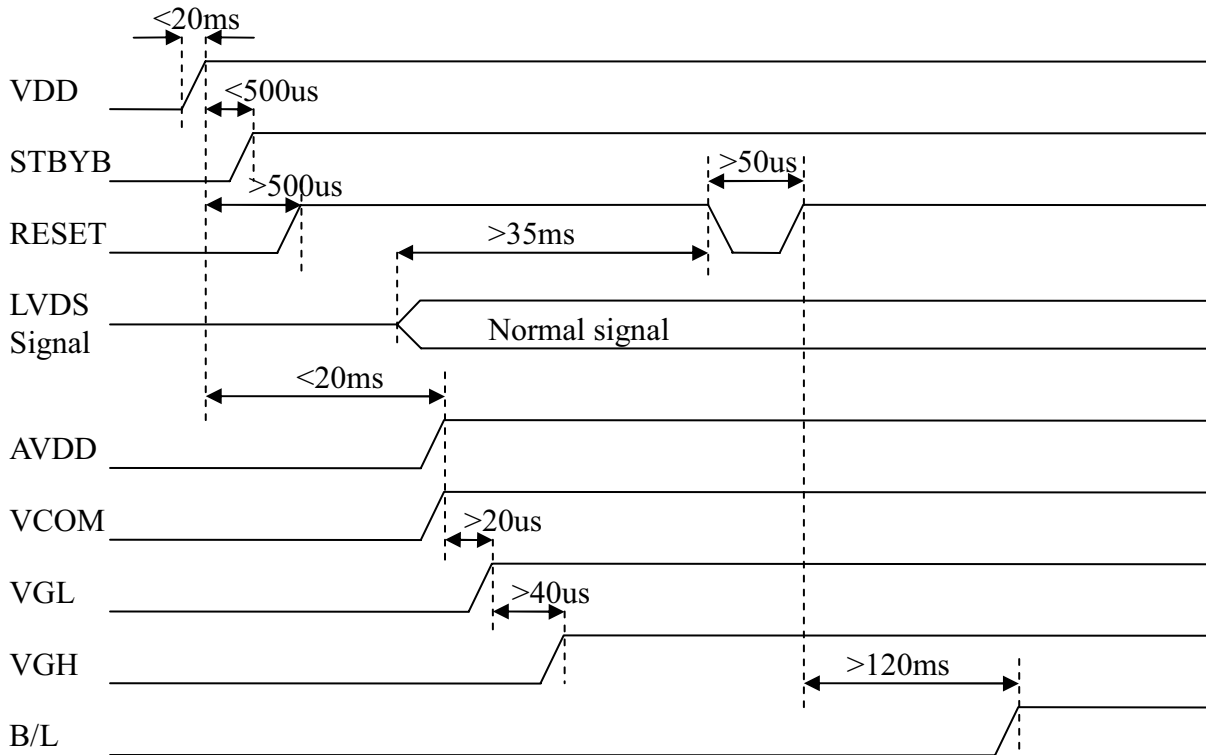 <20ms
VDD
<500us
STBYB
>500us
>50us
RESET
>35ms
LVDS
Signal
Normal signal
<20ms
AVDD
VCOM
>20us
VGL
>40us
VGH
>120ms
B/L